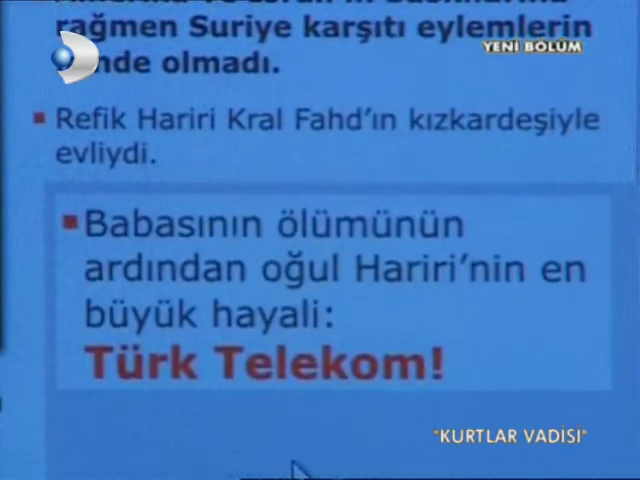 rağmen Suriye karşıtı eylemlerin
olmadı.
YENİ BÖLÜM
Refik Hariri Kral Fahd'ın kızkardeşiyle
evliydi.
Babasının ölümünün
ardından oğul Hariri'nin en
büyük hayali:
Türk Telekom!
"KURTLAR VADİSİ"